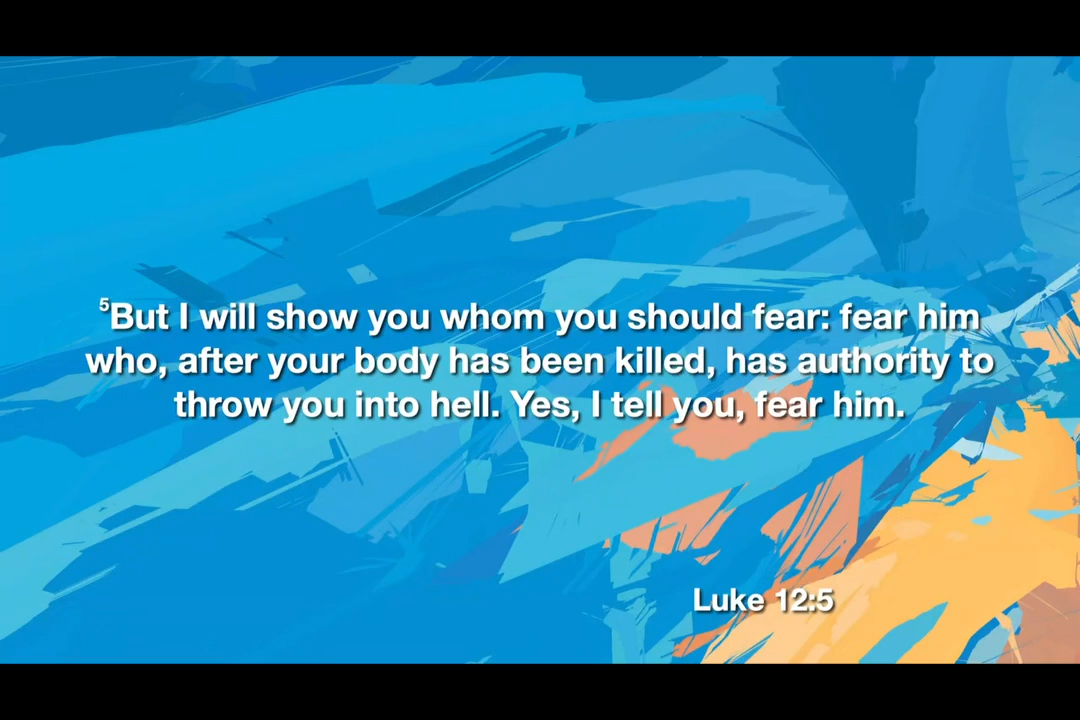 ⁵But I will show you whom you should fear: fear him
who, after your body has been killed, has authority to
throw you into hell. Yes, I tell you, fear him.
Luke 12:5